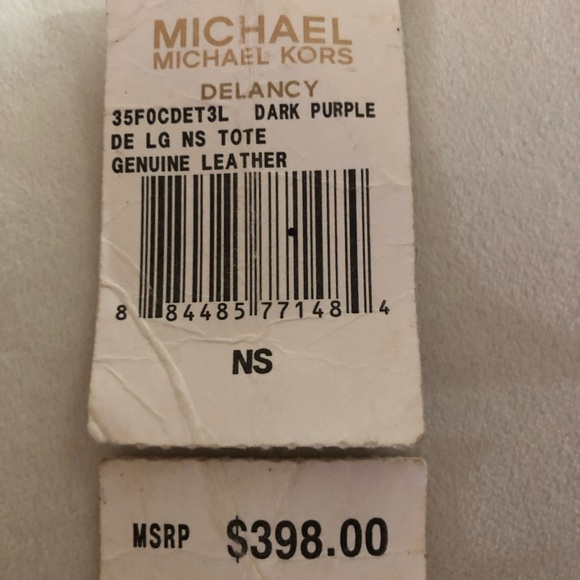 MICHAEL
MICHAEL KORS
DELANCY
35F0CDET3L DARK PURPLE
DE LG NS TOTE
GENUINE LEATHER
8 84485 77148 4
NS
MSRP $398.00